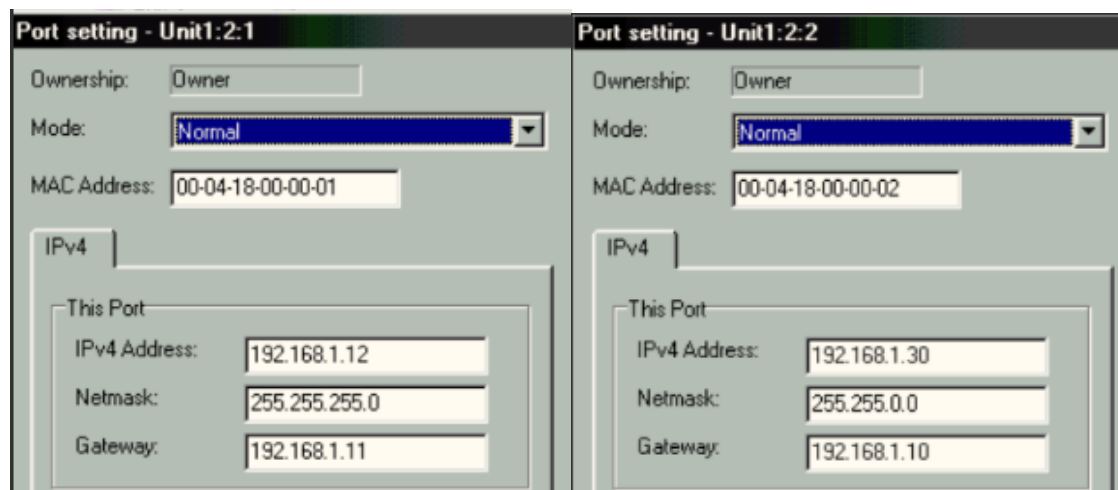 Port setting - Unit1:2:1
Ownership: Owner
Mode: Normal
MAC Address: 00-04-18-00-00-01
IPv4
This Port
IPv4 Address: 192.168.1.12
Netmask: 255.255.255.0
Gateway: 192.168.1.11
Port setting - Unit1:2:2
Ownership: Owner
Mode: Normal
MAC Address: 00-04-18-00-00-02
IPv4
This Port
IPv4 Address: 192.168.1.30
Netmask: 255.255.0.0
Gateway: 192.168.1.10